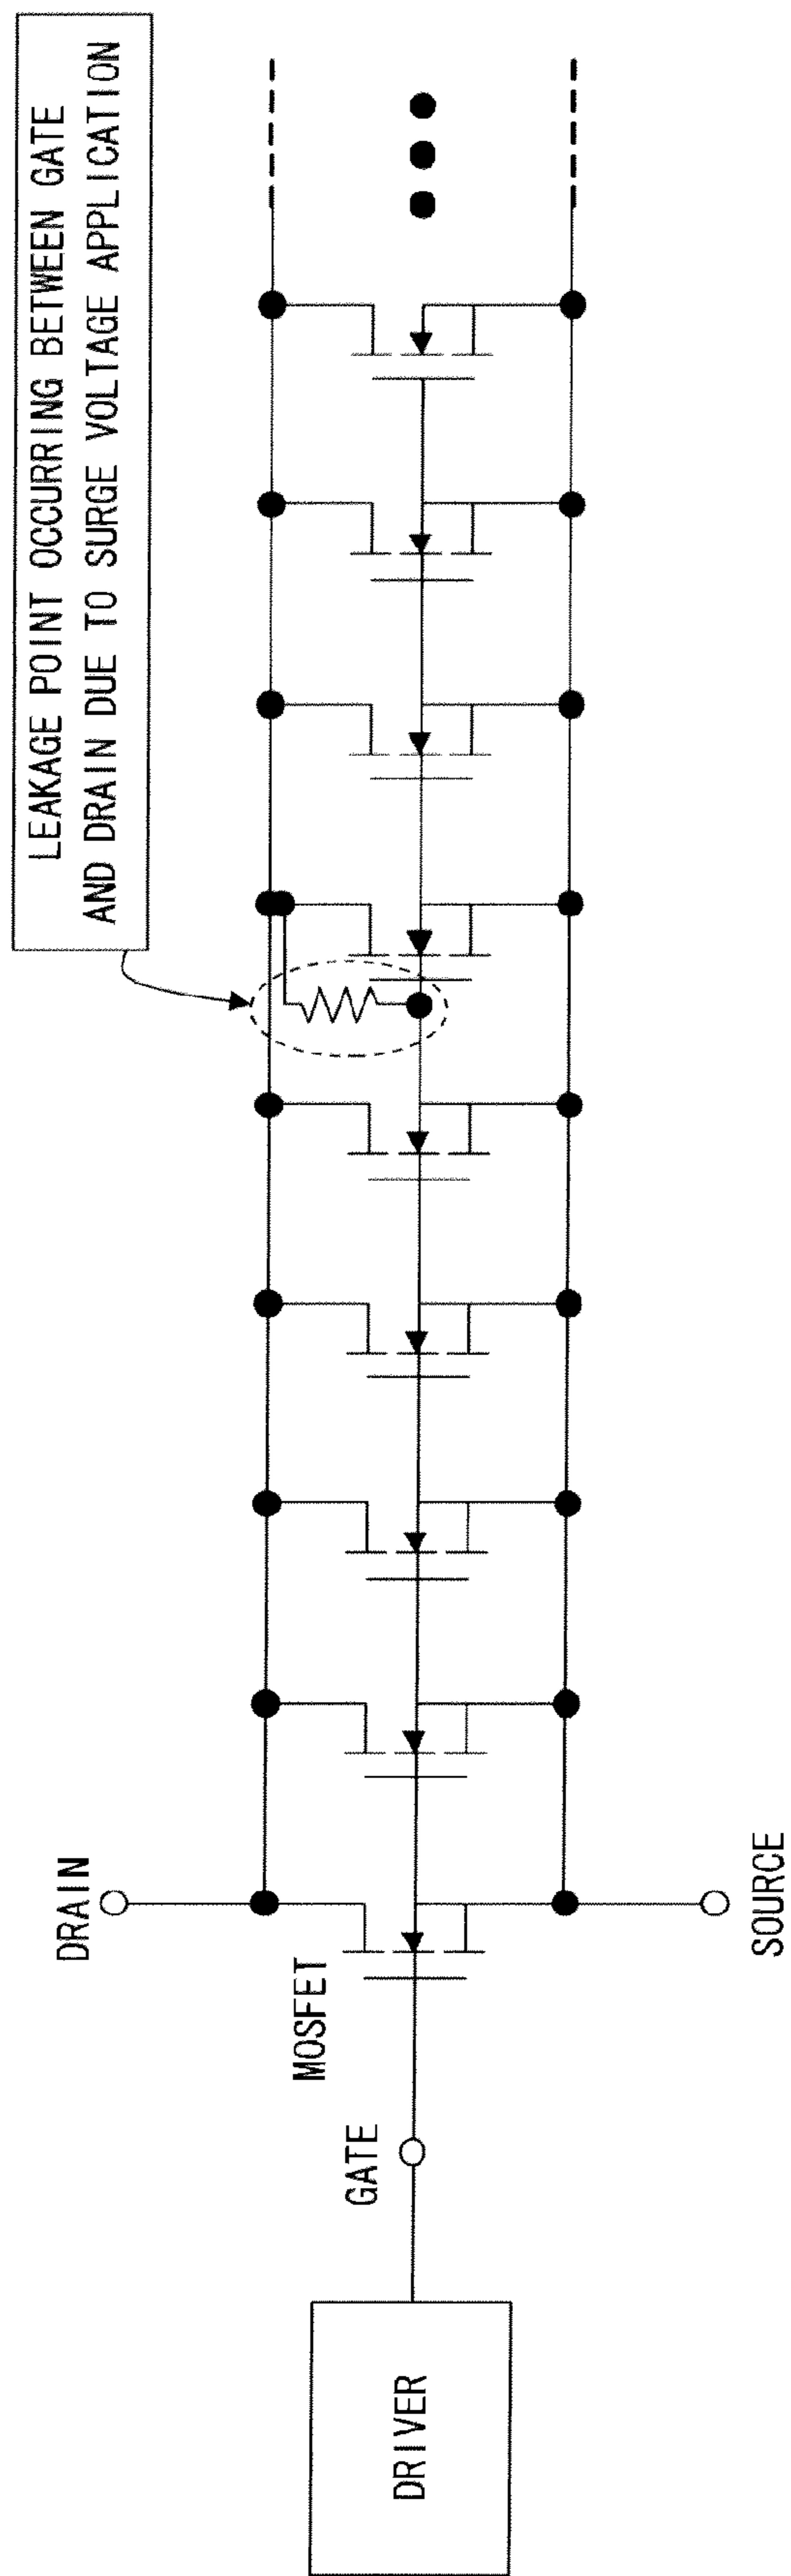 LEAKAGE POINT OCCURRING BETWEEN GATE
AND DRAIN DUE TO SURGE VOLTAGE APPLICATION
DRAIN
MOSFET
GATE
SOURCE
DRIVER